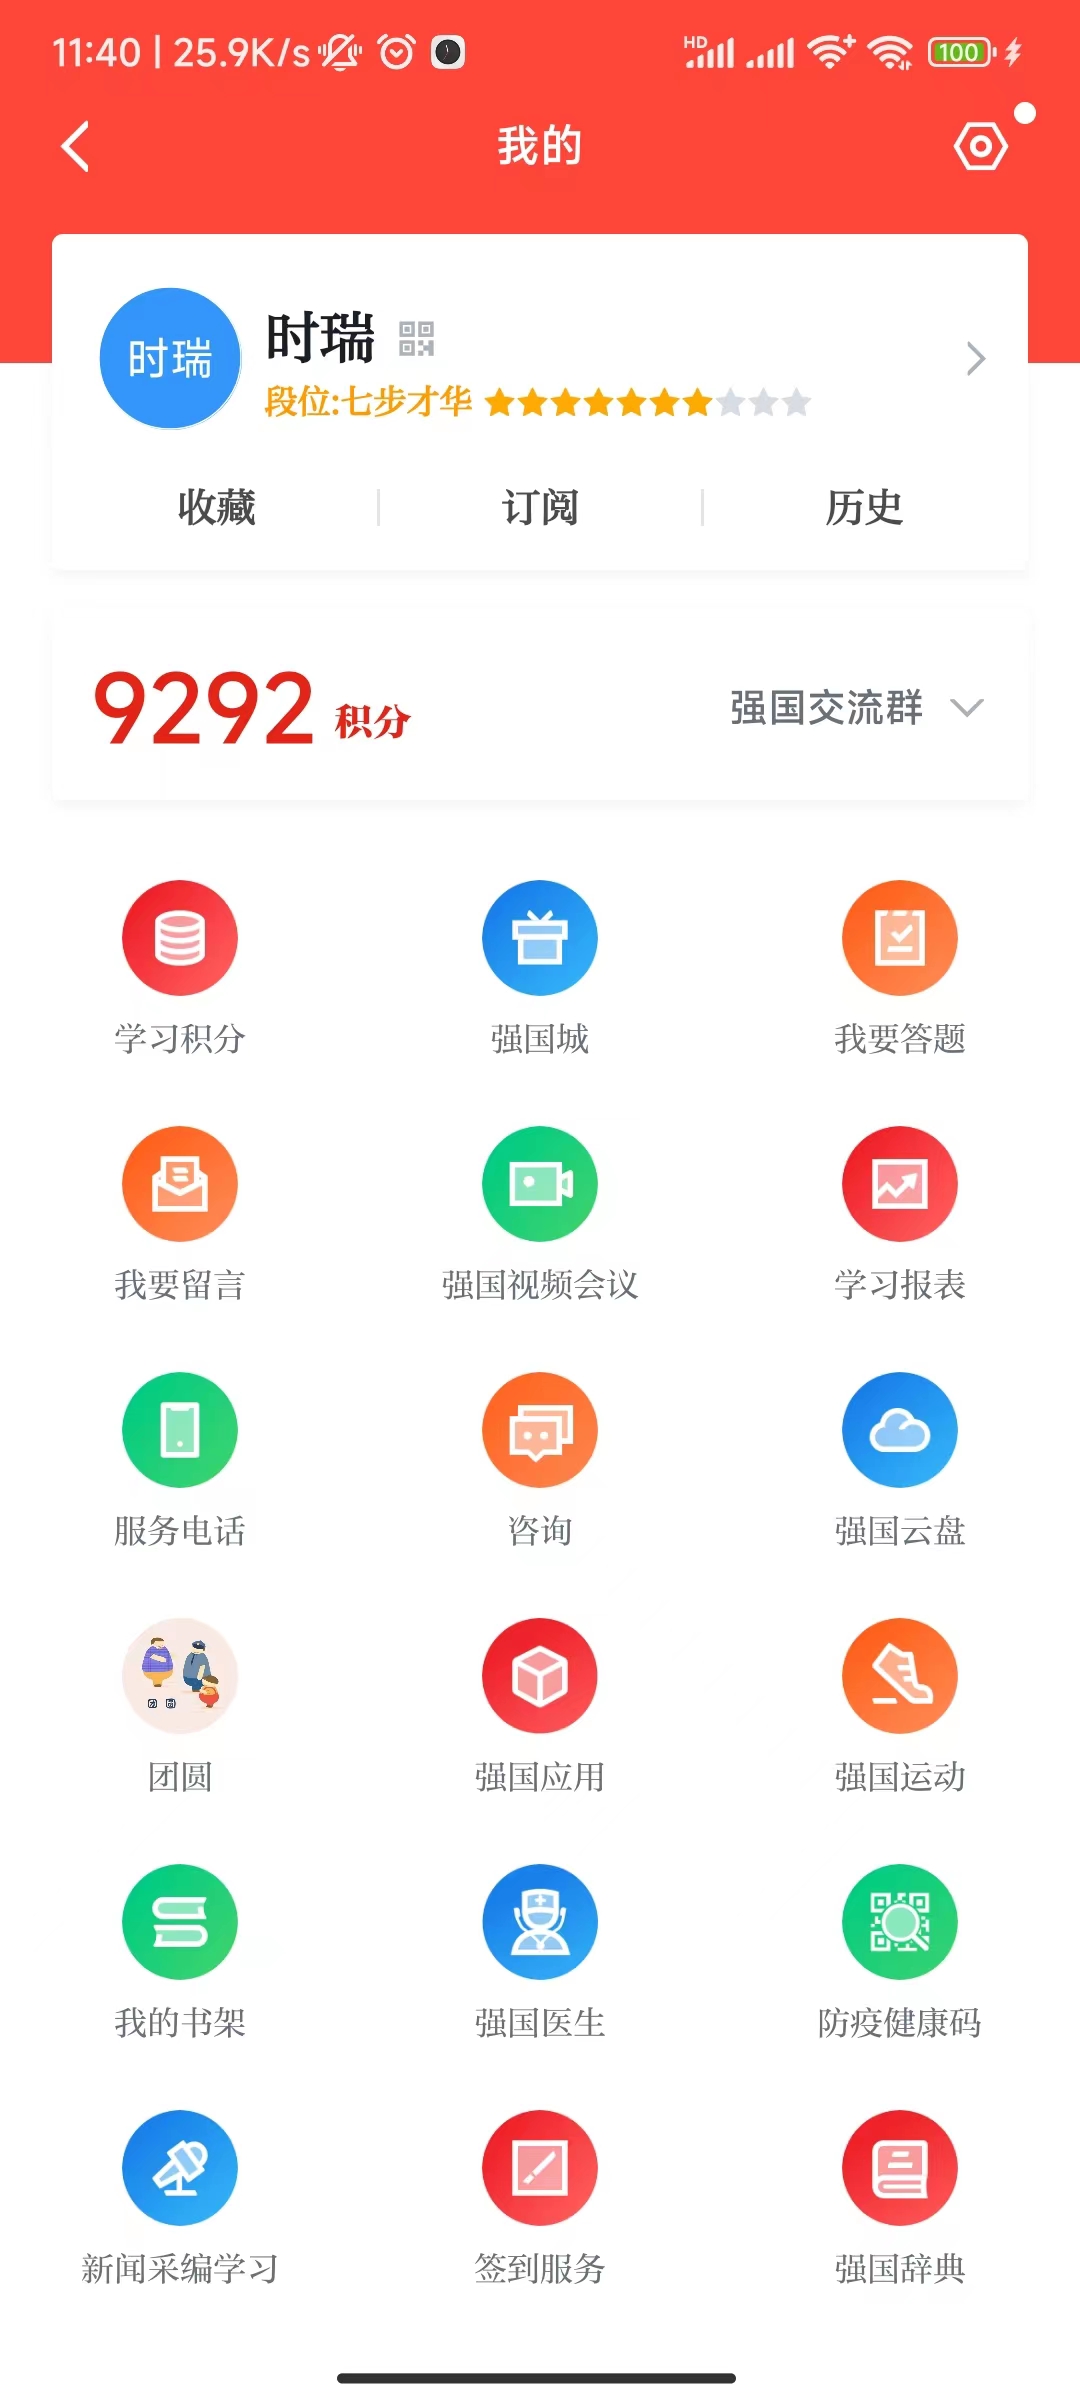 11:40 | 25.9K/s HD 100
我的
时瑞 时瑞
段位:七步才华
收藏 订阅 历史
9292 积分 强国交流群
学习积分 强国城 我要答题
我要留言 强国视频会议 学习报表
服务电话 咨询 强国云盘
团圆 强国应用 强国运动
我的书架 强国医生 防疫健康码
新闻采编学习 签到服务 强国辞典